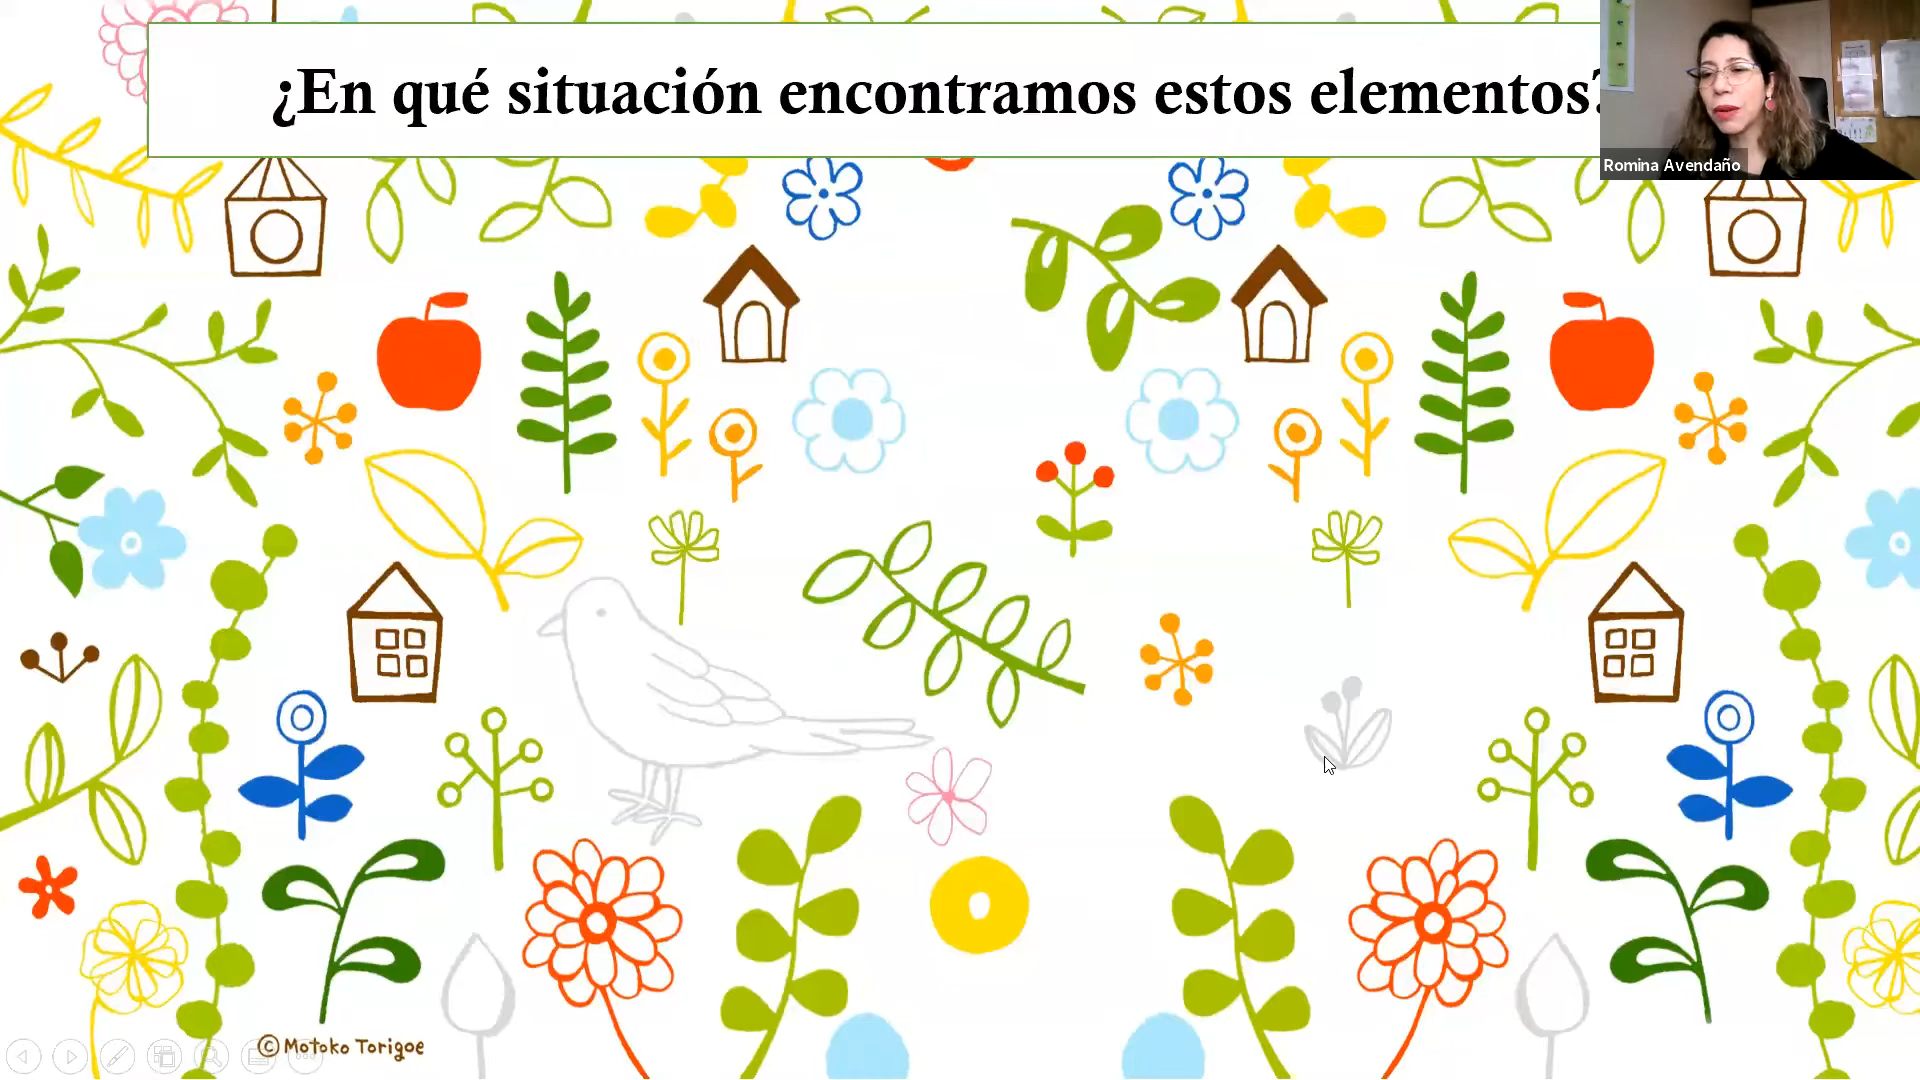 ¿En qué situación encontramos estos elementos?
Romina Avendaño
© Motoko Torigoe